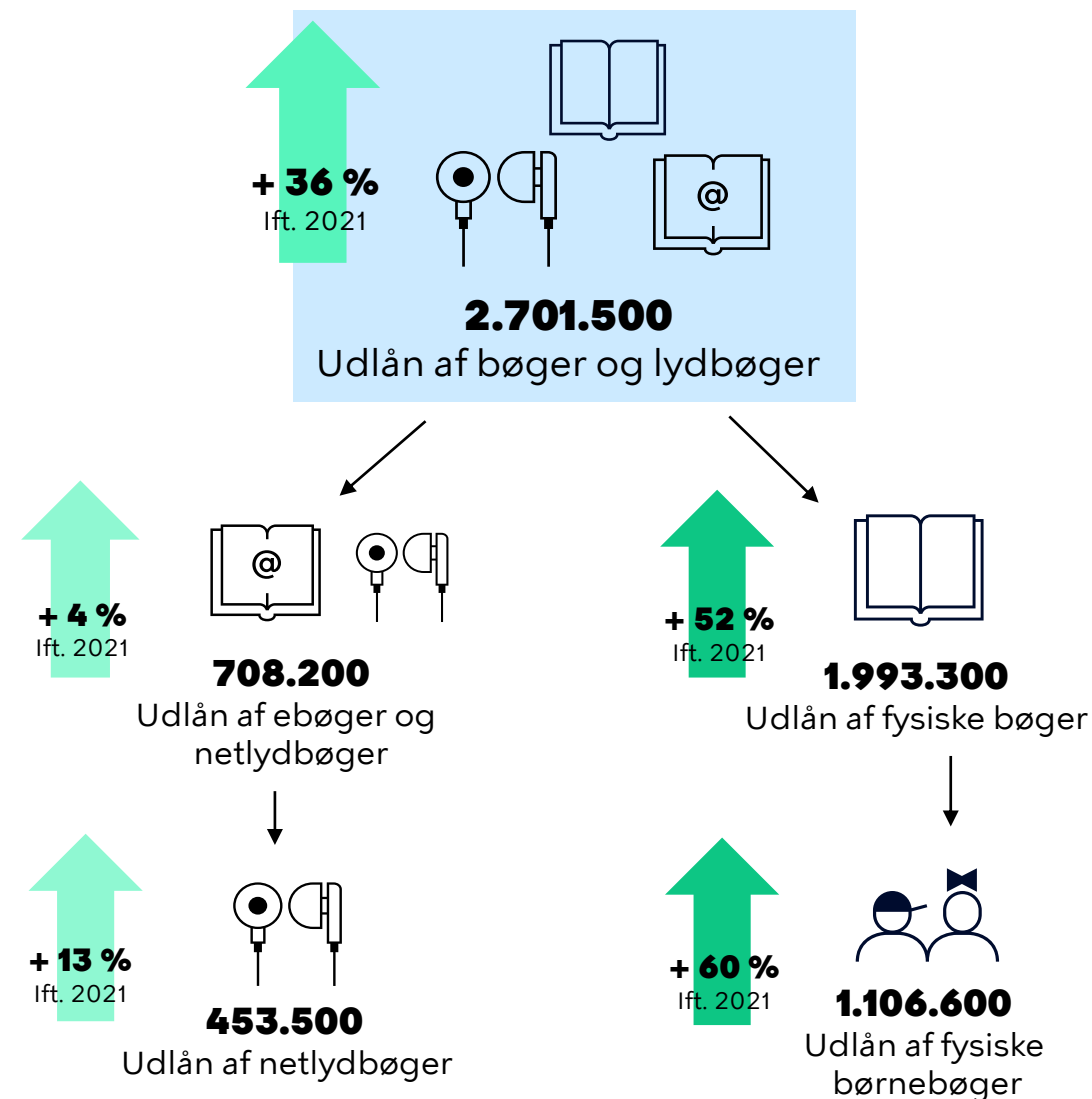 + 36 %
Ift. 2021
@
2.701.500
Udlån af bøger og lydbøger
+ 4 %
Ift. 2021
@
708.200
Udlån af ebøger og
netlydbøger
+ 52 %
Ift. 2021
1.993.300
Udlån af fysiske bøger
+ 13 %
Ift. 2021
453.500
Udlån af netlydbøger
+ 60 %
Ift. 2021
1.106.600
Udlån af fysiske
børnebøger